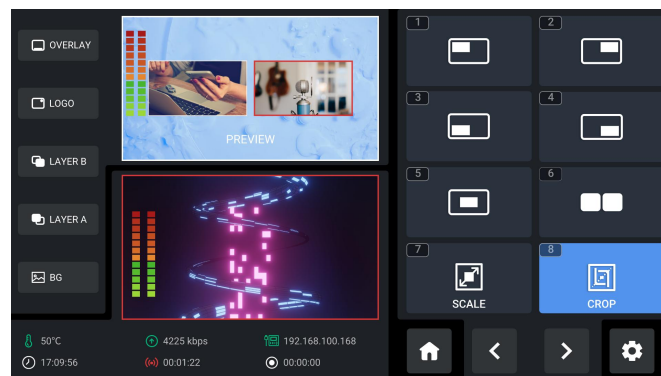 OVERLAY
LOGO
LAYER B
LAYER A
BG
PREVIEW
1
2
3
4
5
6
7
SCALE
8
CROP
50°C
4225 kbps
192.168.100.168
17:09:56
00:01:22
00:00:00